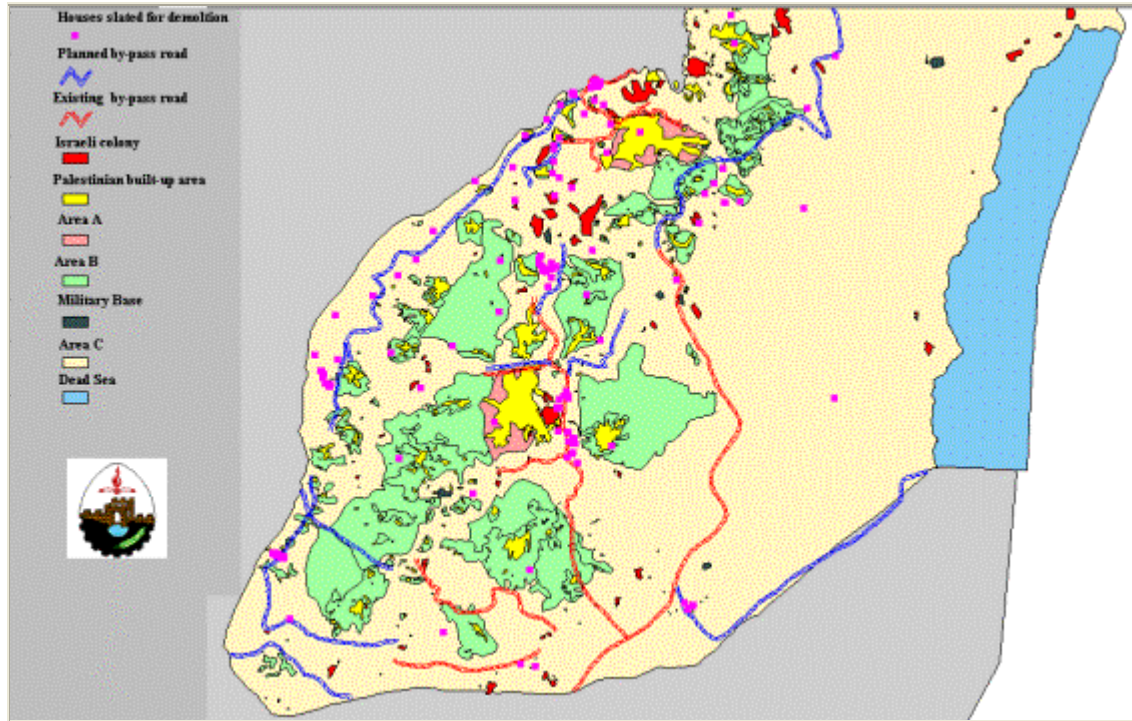 Houses slated for demoltion
Planned by-pass road
Existing by-pass road
Israeli colony
Palestinian built-up area
Area A
Area B
Military Base
Area C
Dead Sea